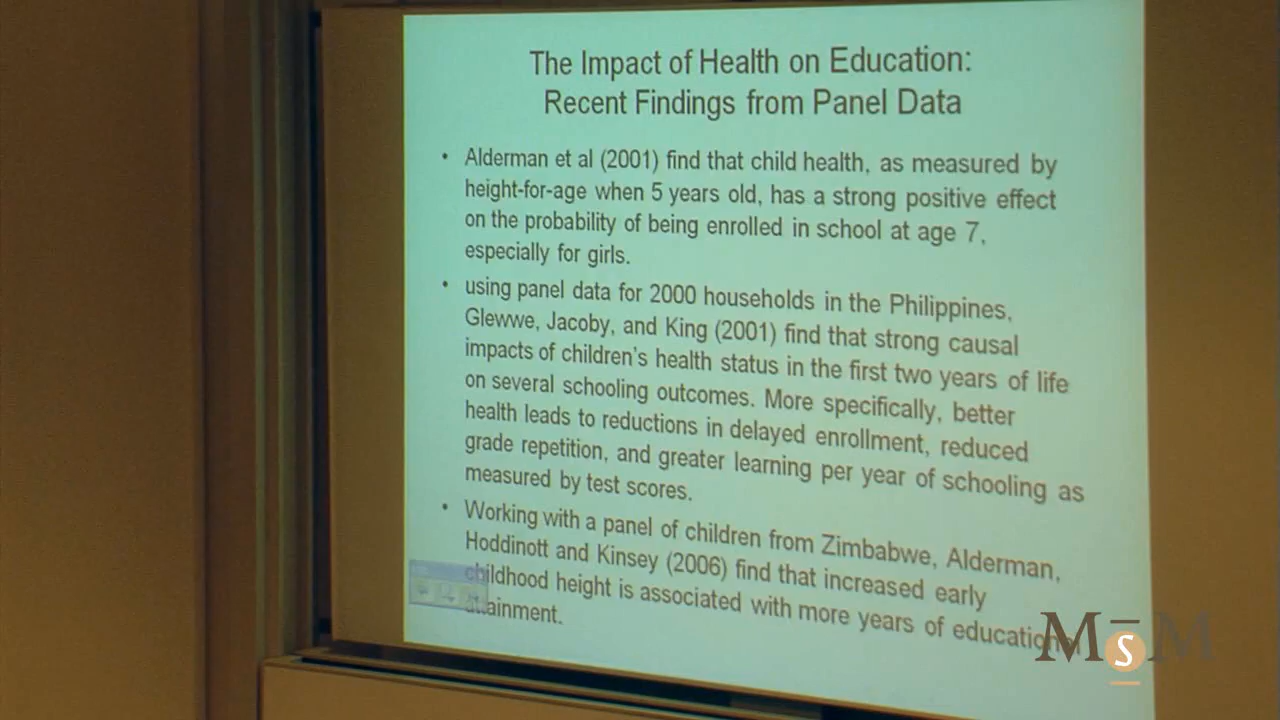 The Impact of Health on Education:
Recent Findings from Panel Data
• Alderman et al (2001) find that child health, as measured by
height-for-age when 5 years old, has a strong positive effect
on the probability of being enrolled in school at age 7,
especially for girls.
• using panel data for 2000 households in the Philippines,
Glewwe, Jacoby, and King (2001) find that strong causal
impacts of children's health status in the first two years of life
on several schooling outcomes. More specifically, better
health leads to reductions in delayed enrollment, reduced
grade repetition, and greater learning per year of schooling as
measured by test scores.
• Working with a panel of children from Zimbabwe, Alderman,
Hoddinott and Kinsey (2006) find that increased early
childhood height is associated with more years of educational
attainment.
MSM